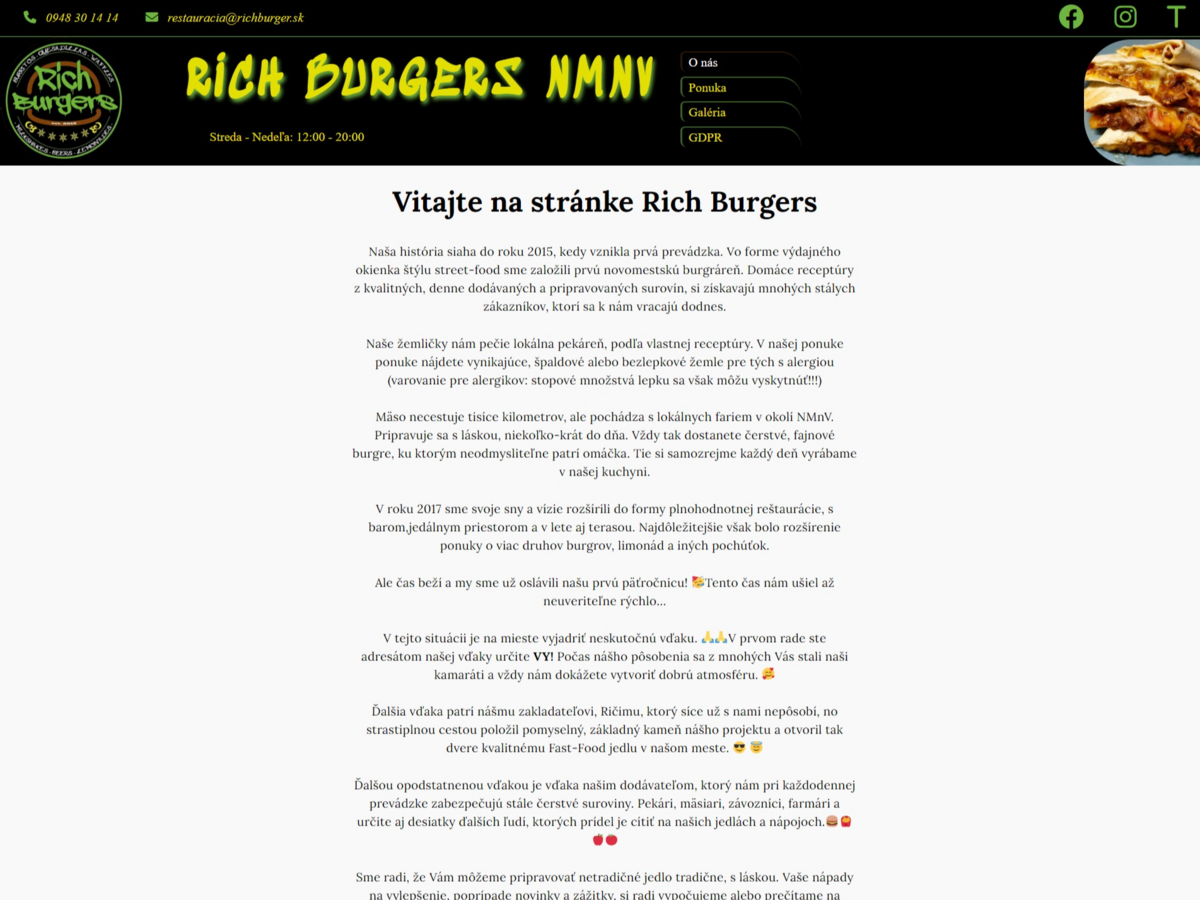 0948 30 14 14
restauracia@richburger.sk
Rich Burgers
RiCH BURGERS NMNV
Streda - Nedeľa: 12:00 - 20:00
O nás
Ponuka
Galéria
GDPR
Vitajte na stránke Rich Burgers
Naša história siaha do roku 2015, kedy vznikla prvá prevádzka. Vo forme výdajného
okienka štýlu street-food sme založili prvú novomestskú burgráreň. Domáce receptúry
z kvalitných, denne dodávaných a pripravovaných surovín, si získavajú mnohých stálych
zákazníkov, ktorí sa k nám vracajú dodnes.
Naše žemličky nám pečie lokálna pekáreň, podľa vlastnej receptúry. V našej ponuke
ponuke nájdete vynikajúce, špaldové alebo bezlepkové žemle pre tých s alergiou
(varovanie pre alergikov: stopové množstvá lepku sa však môžu vyskytnúť!!!)
Mäso necestuje tisíce kilometrov, ale pochádza s lokálnych fariem v okolí NMnV.
Pripravuje sa s láskou, niekoľko-krát do dňa. Vždy tak dostanete čerstvé, fajnové
burgre, ku ktorým neodmysliteľne patrí omáčka. Tie si samozrejme každý deň vyrábame
v našej kuchyni.
V roku 2017 sme svoje sny a vízie rozšírili do formy plnohodnotnej reštaurácie, s
barom,jedálnym priestorom a v lete aj terasou. Najdôležitejšie však bolo rozšírenie
ponuky o viac druhov burgrov, limonád a iných pochúťok.
Ale čas beží a my sme už oslávili našu prvú päťročnicu! 🥳Tento čas nám ušiel až
neuveriteľne rýchlo...
V tejto situácii je na mieste vyjadriť neskutočnú vďaku. 🙏🙏V prvom rade ste
adresátom našej vďaky určite VY! Počas nášho pôsobenia sa z mnohých Vás stali naši
kamaráti a vždy nám dokážete vytvoriť dobrú atmosféru. 🥰
Ďalšia vďaka patrí nášmu zakladateľovi, Ričimu, ktorý síce už s nami nepôsobí, no
strastiplnou cestou položil pomyselný, základný kameň nášho projektu a otvoril tak
dvere kvalitnému Fast-Food jedlu v našom meste. 😎 😇
Ďalšou opodstatnenou vďakou je vďaka našim dodávateľom, ktorý nám pri každodennej
prevádzke zabezpečujú stále čerstvé suroviny. Pekári, mäsiari, závozníci, farmári a
určite aj desiatky ďalších ľudí, ktorých prídel je cítiť na našich jedlách a nápojoch.🍔🍟
🍎🍅
Sme radi, že Vám môžeme pripravovať netradičné jedlo tradične, s láskou. Vaše nápady
na vylepšenie, poprípade novinky a zážitky, si radi vypočujeme alebo prečítame na